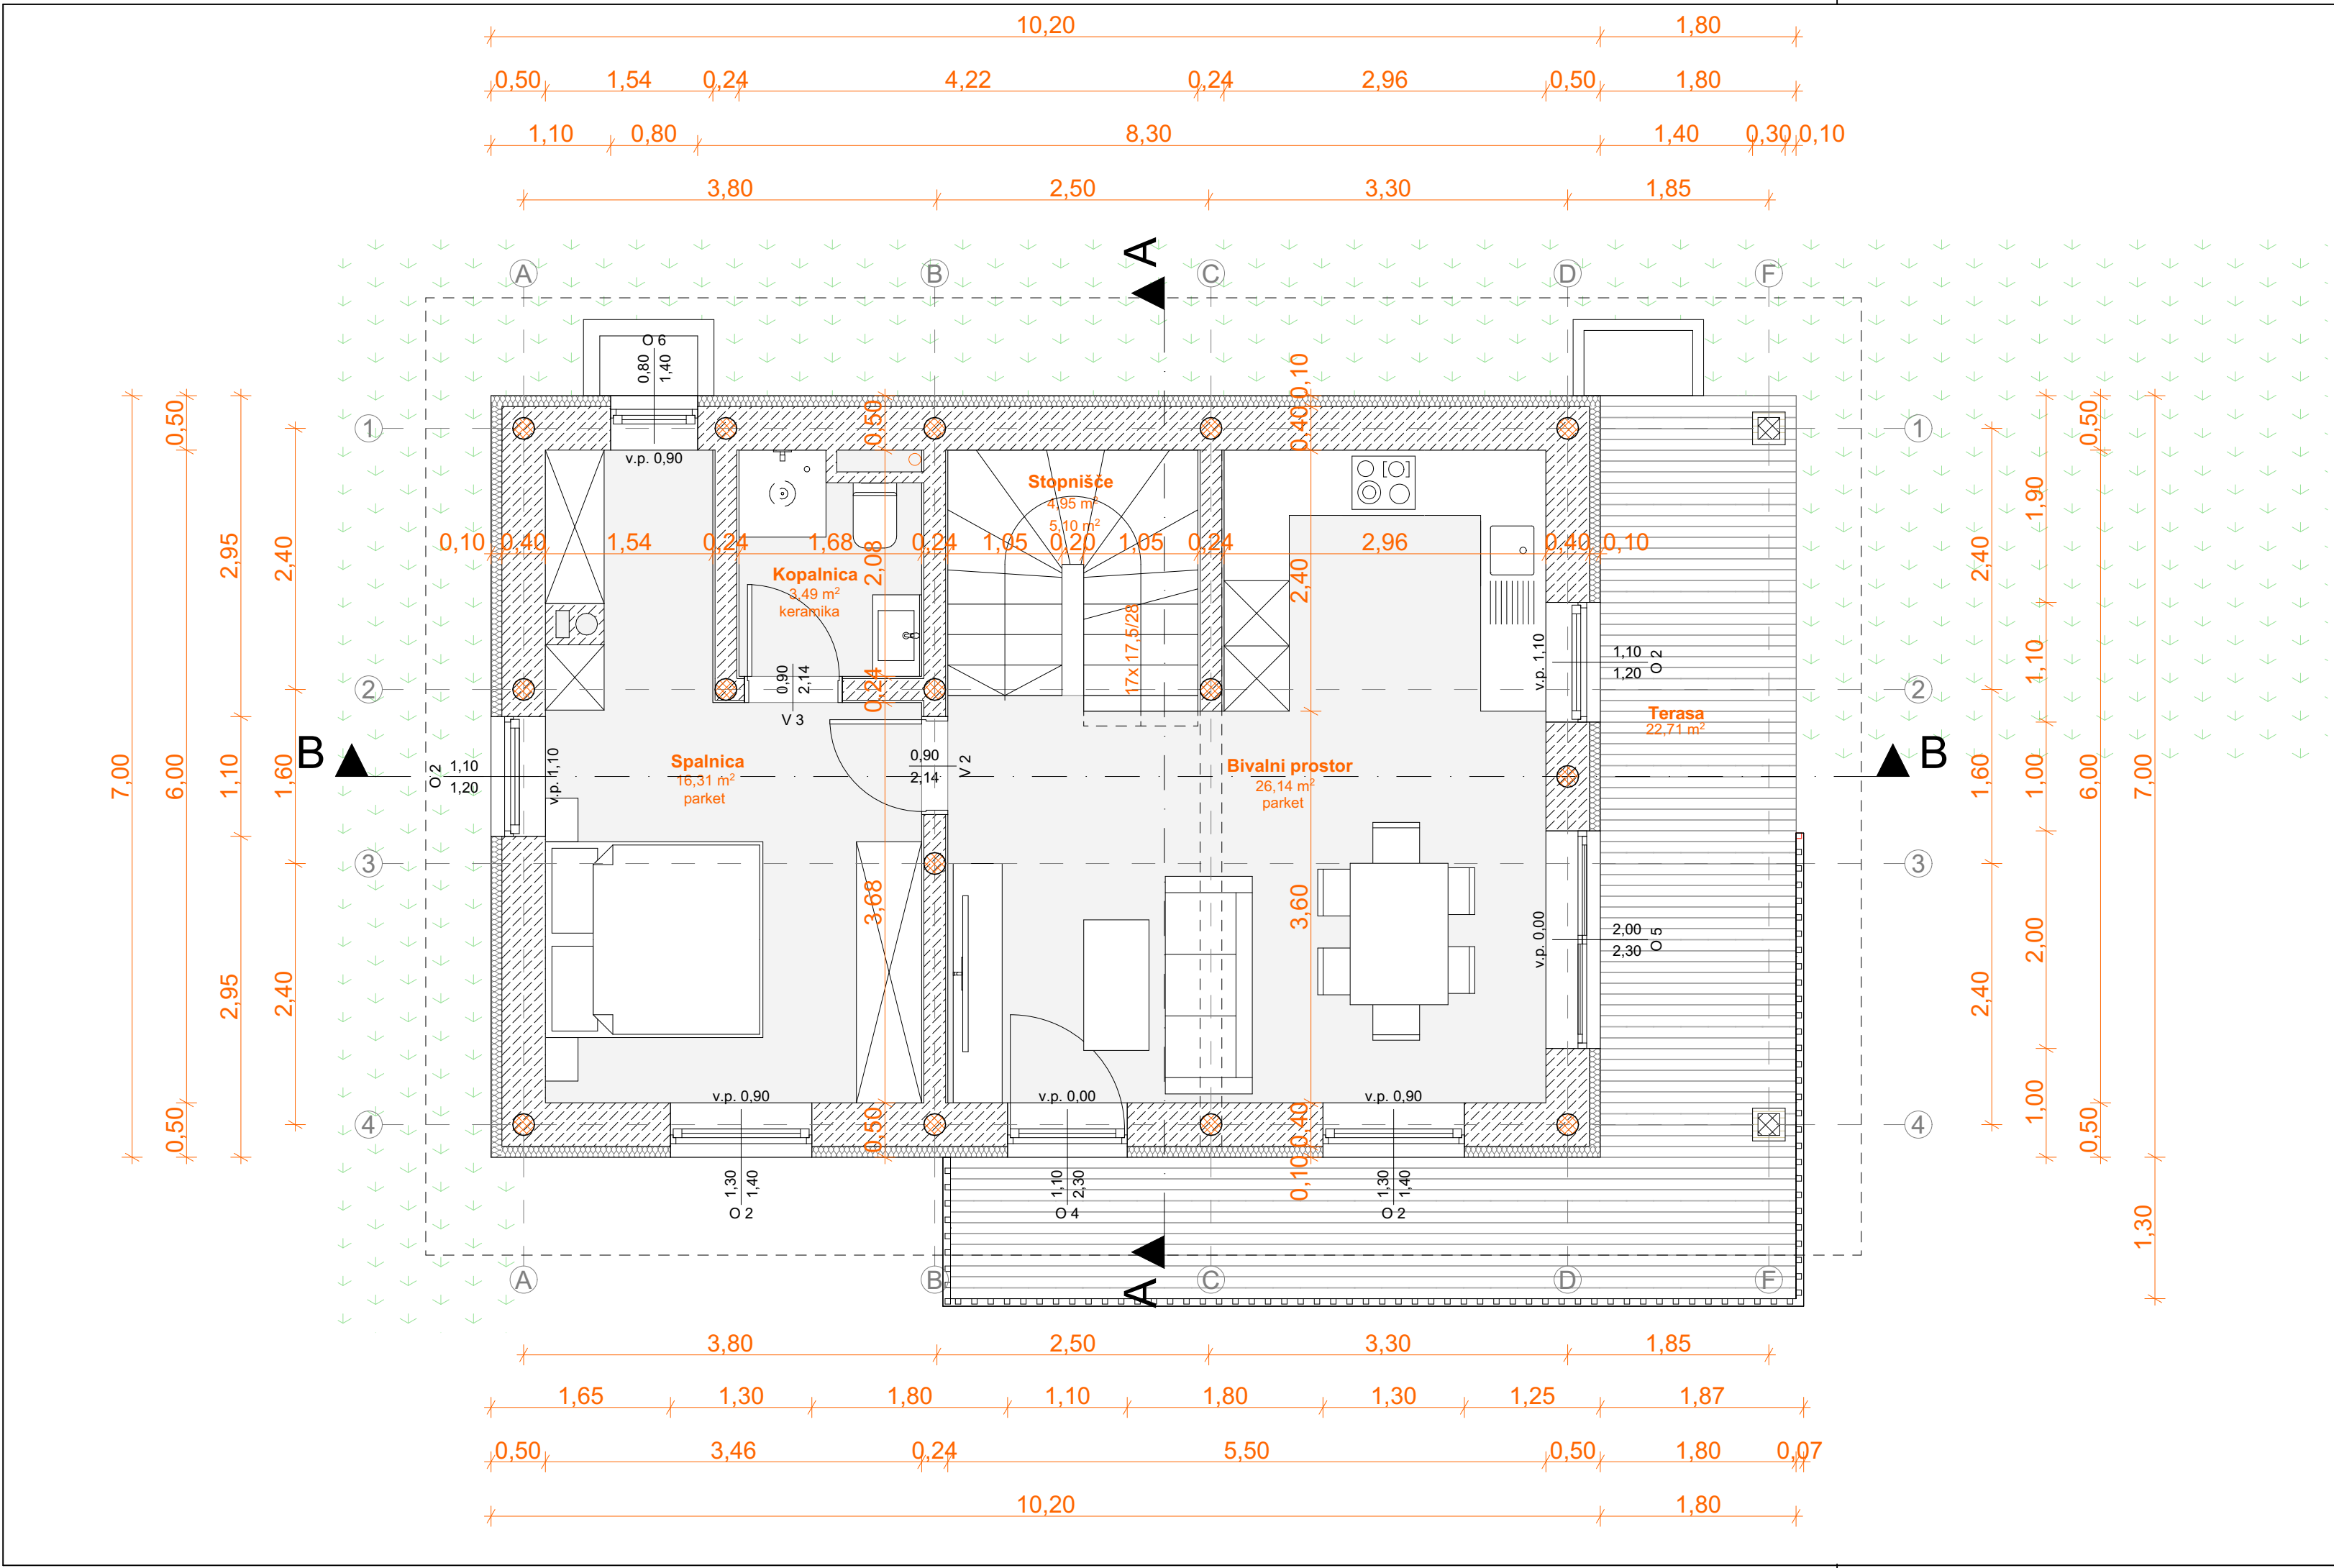 10,20 1,80
0,50 1,54 0,24 4,22 0,24 2,96 0,50 1,80
1,10 0,80 8,30 1,40 0,30 0,10
3,80 2,50 3,30 1,85
A
A B C D F
O 6
0,80
1,40
v.p. 0,90
1 1
2 2
3 3
4 4
7,00
0,50
6,00
0,50
2,95
1,10
2,95
2,40
1,60
2,40
0,50
2,08
0,24
3,68
0,50
0,10
0,40
2,40
3,60
0,40
0,10
Stopnišče
4,95 m²
5,10 m²
0,10 0,40 1,54 0,24 1,68 0,24 1,05 0,20 1,05 0,24 2,96 0,40 0,10
Kopalnica
3,49 m²
keramika
17x 17,5/28
0,90
2,14
V 3
0,90
2,14
V 2
B B
O 2
1,10
1,20
v.p. 1,10
Spalnica
16,31 m²
parket
Bivalni prostor
26,14 m²
parket
v.p. 1,10
1,10
1,20
O 2
Terasa
22,71 m²
v.p. 0,00
2,00
2,30
O 5
2,40
1,60
2,40
1,90
1,10
1,00
2,00
1,00
0,50
6,00
0,50
7,00
1,30
v.p. 0,90
1,30
1,40
O 2
v.p. 0,00
1,10
2,30
O 4
v.p. 0,90
1,30
1,40
O 2
A B C D F
A
3,80 2,50 3,30 1,85
1,65 1,30 1,80 1,10 1,80 1,30 1,25 1,87
0,50 3,46 0,24 5,50 0,50 1,80 0,07
10,20 1,80